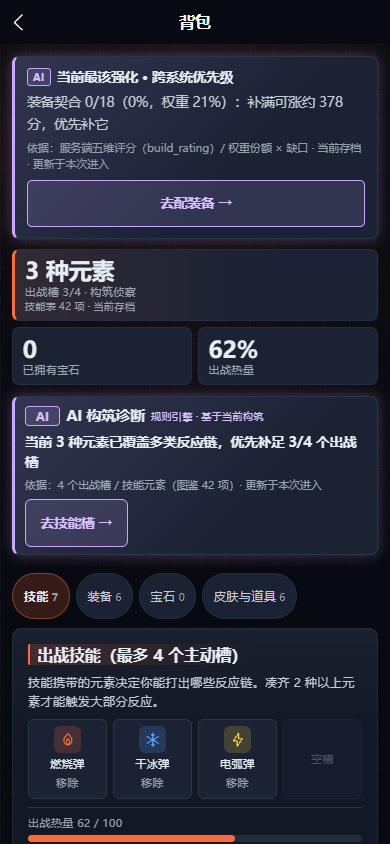 背包
AI 当前最该强化 • 跨系统优先级
装备契合 0/18（0%，权重 21%）：补满可涨约 378
分，优先补它
依据：服务端五维评分（build_rating）/ 权重份额 × 缺口 · 当前存档
· 更新于本次进入
去配装备 →
3 种元素
出战槽 3/4 · 构筑侦察
技能表 42 项 · 当前存档
0
已拥有宝石
62%
出战热量
AI AI 构筑诊断 规则引擎 · 基于当前构筑
当前 3 种元素已覆盖多类反应链，优先补足 3/4 个出战
槽
依据：4 个出战槽 / 技能元素（图鉴 42 项）· 更新于本次进入
去技能槽 →
技能 7 装备 6 宝石 0 皮肤与道具 6
出战技能（最多 4 个主动槽）
技能携带的元素决定你能打出哪些反应链。凑齐 2 种以上元
素才能触发大部分反应。
燃烧弹 干冰弹 电弧弹 空槽
移除 移除 移除
出战热量 62 / 100